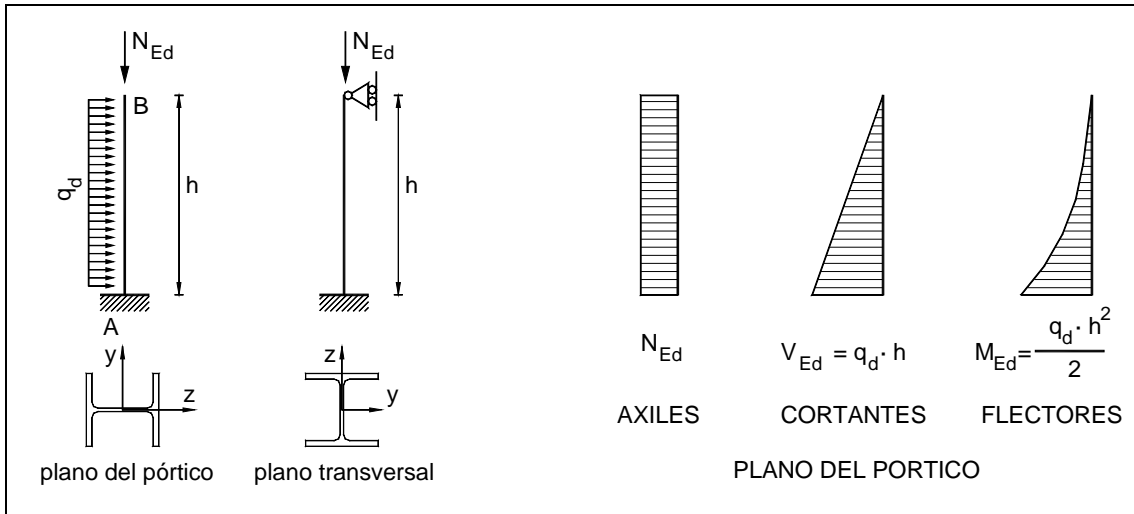 N_Ed
N_Ed
B
q_d
h
h
A
y
z
z
y
plano del pórtico
plano transversal
N_Ed
V_Ed = q_d · h
M_Ed = q_d · h^2 / 2
AXILES
CORTANTES
FLECTORES
PLANO DEL PORTICO